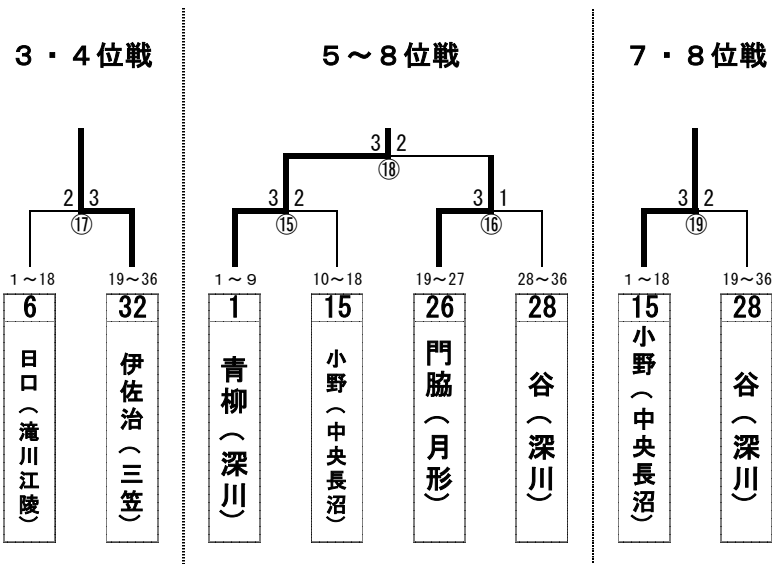 ３・４位戦
2 3
⑰
１～18
19～36
6
32
日口（滝川江陵）
伊佐治（三笠）
５～８位戦
3 2
⑱
3 2
⑮
3 1
⑯
１～９
10～18
19～27
28～36
1
15
26
28
青柳（深川）
小野（中央長沼）
門脇（月形）
谷（深川）
７・８位戦
3 2
⑲
１～18
19～36
15
28
小野（中央長沼）
谷（深川）